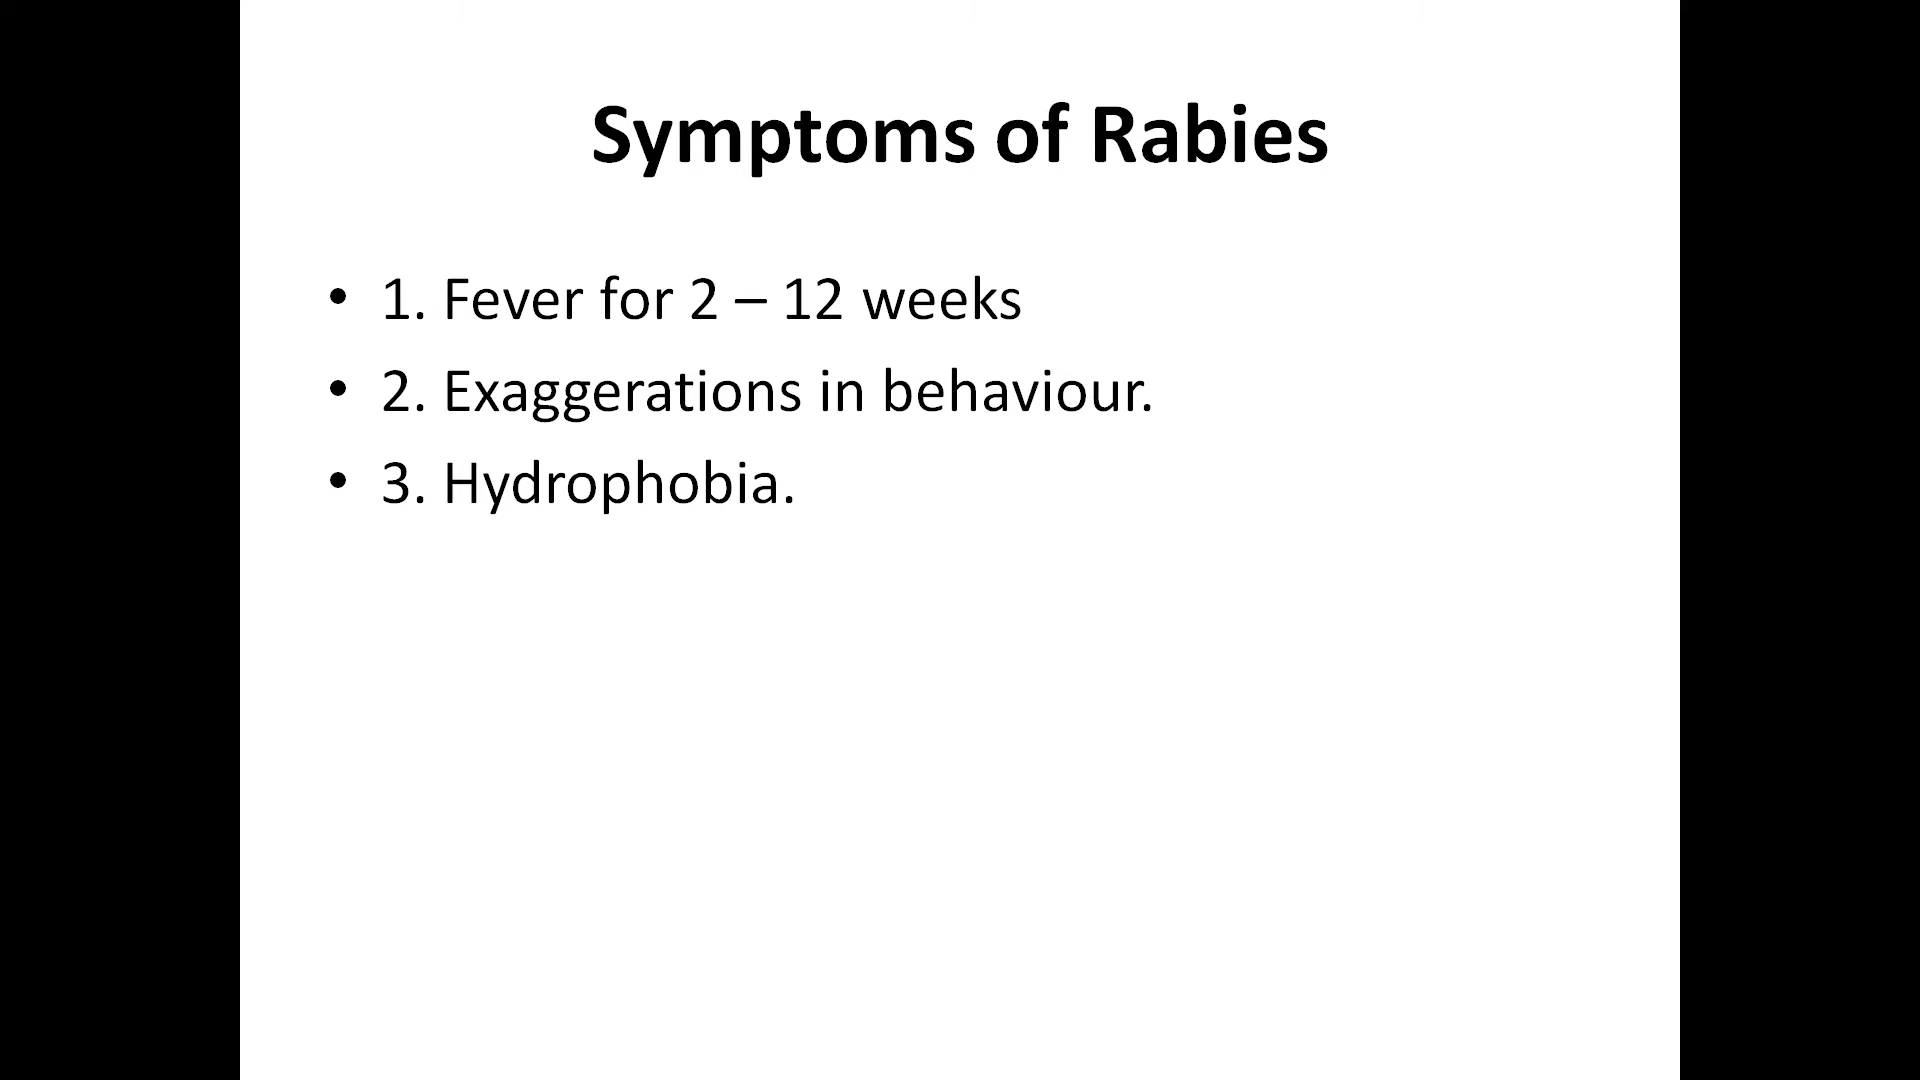 Symptoms of Rabies
• 1. Fever for 2 – 12 weeks
• 2. Exaggerations in behaviour.
• 3. Hydrophobia.